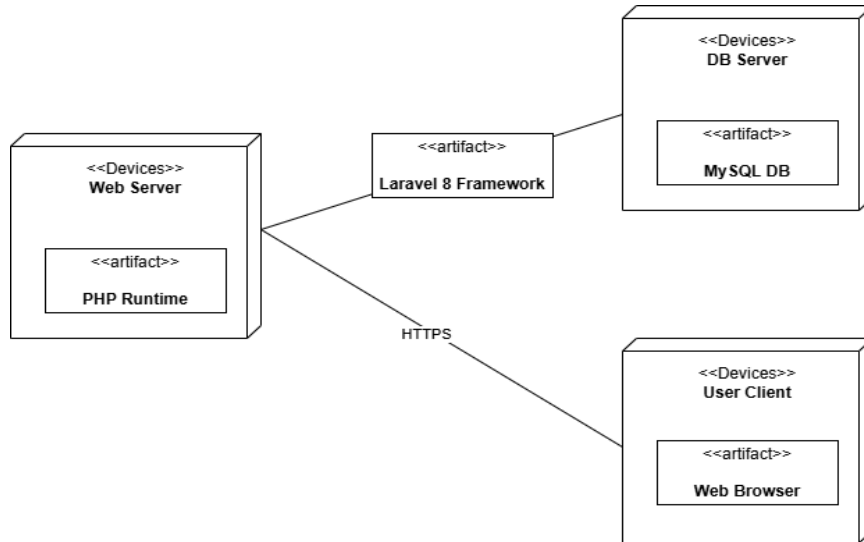 <<Devices>>
DB Server
<<artifact>>
MySQL DB
<<artifact>>
Laravel 8 Framework
<<Devices>>
Web Server
<<artifact>>
PHP Runtime
HTTPS
<<Devices>>
User Client
<<artifact>>
Web Browser